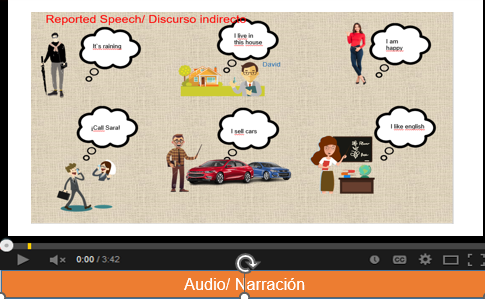 Reported Speech/ Discurso indirecto
It´s raining
I live in
this house
I am
happy
David
¡Call Sara!
I sell cars
I like english
0:00 / 3:42
CC
Audio/ Narración